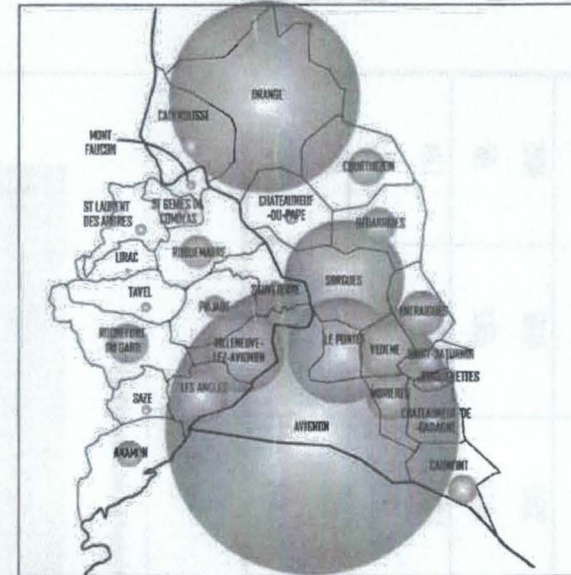 ORANGE
CADEROUSSE
MONT
FAUCON
COURTHEZON
ST LAURENT
DES ARBRES
ST GENIES DE
COMOLAS
CHATEAUNEUF
-DU-PAPE
BEDARRIDES
ROQUEMAURE
LIRAC
SORGUES
TAVEL
SAUVETERRE
PUJAUT
ENTRAIGUES
ROCHEFORT
DU GARD
VILLENEUVE-
LEZ-AVIGNON
LE PONTET
VEDENE
SAINT-SATURNIN
JONQUERETTES
LES ANGLES
MORIERES
SAZE
CHATEAUNEUF DE
GADAGNE
AVIGNON
ARAMON
CAUMONT